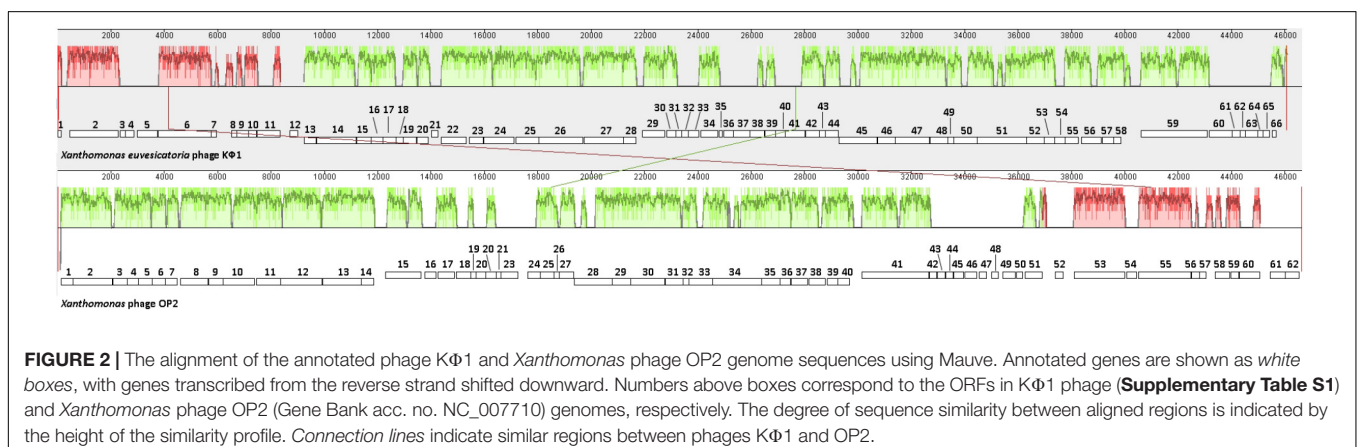 2000 4000 6000 8000 10000 12000 14000 16000 18000 20000 22000 24000 26000 28000 30000 32000 34000 36000 38000 40000 42000 44000 46000
16 17 18 30 31 32 33 35 40 43 49 53 54 61 62 64 65
1 2 3 4 5 6 7 8 9 10 11 12 13 14 15 19 20 21 22 23 24 25 26 27 28 29 34 36 37 38 39 41 42 44 45 46 47 48 50 51 52 55 56 57 58 59 60 63 66
Xanthomonas euvesicatoria phage KΦ1
2000 4000 6000 8000 10000 12000 14000 16000 18000 20000 22000 24000 26000 28000 30000 32000 34000 36000 38000 40000 42000 44000 46000
19 20 21 26 43 44 48
1 2 3 4 5 6 7 8 9 10 11 12 13 14 15 16 17 18 20 23 24 25 27 28 29 30 31 32 33 34 35 36 37 38 39 40 41 42 45 46 47 49 50 51 52 53 54 55 56 57 58 59 60 61 62
Xanthomonas phage OP2
FIGURE 2 | The alignment of the annotated phage KΦ1 and Xanthomonas phage OP2 genome sequences using Mauve. Annotated genes are shown as white
boxes, with genes transcribed from the reverse strand shifted downward. Numbers above boxes correspond to the ORFs in KΦ1 phage (Supplementary Table S1)
and Xanthomonas phage OP2 (Gene Bank acc. no. NC_007710) genomes, respectively. The degree of sequence similarity between aligned regions is indicated by
the height of the similarity profile. Connection lines indicate similar regions between phages KΦ1 and OP2.